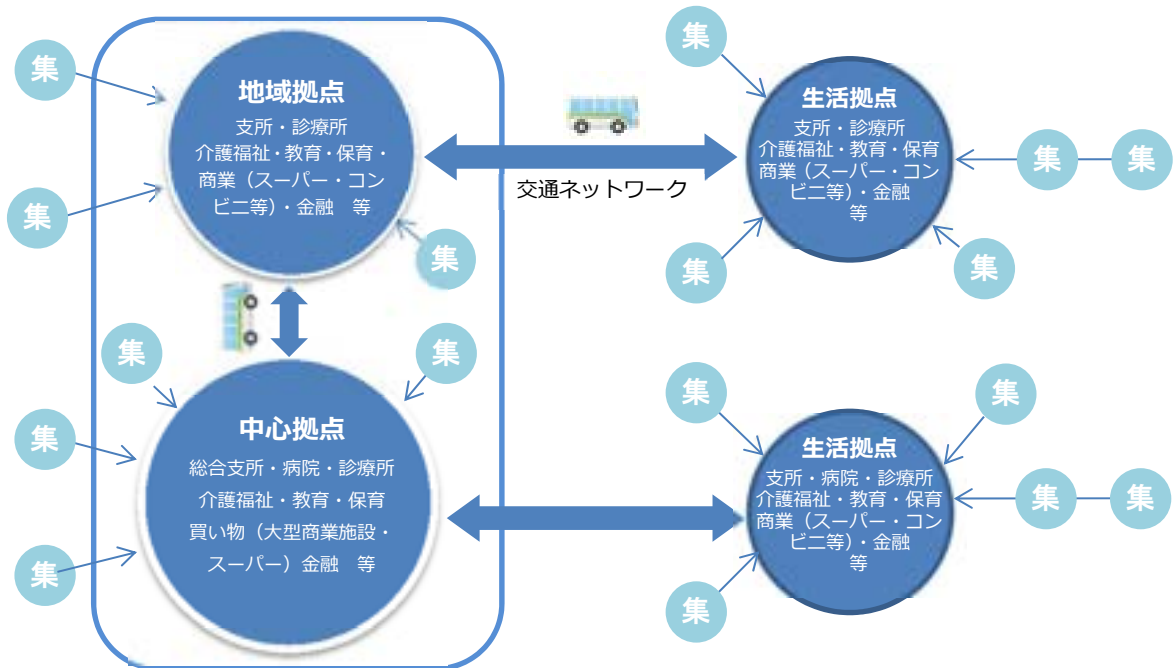 集
集
集
地域拠点
支所・診療所
介護福祉・教育・保育・
商業（スーパー・コン
ビニ等）・金融　等
交通ネットワーク
集
生活拠点
支所・診療所
介護福祉・教育・保育
商業（スーパー・コン
ビニ等）・金融
等
集
集
集
集
集
集
集
集
中心拠点
総合支所・病院・診療所
介護福祉・教育・保育
買い物（大型商業施設・
スーパー）金融　等
集
集
生活拠点
支所・病院・診療所
介護福祉・教育・保育
商業（スーパー・コン
ビニ等）・金融
等
集
集
集